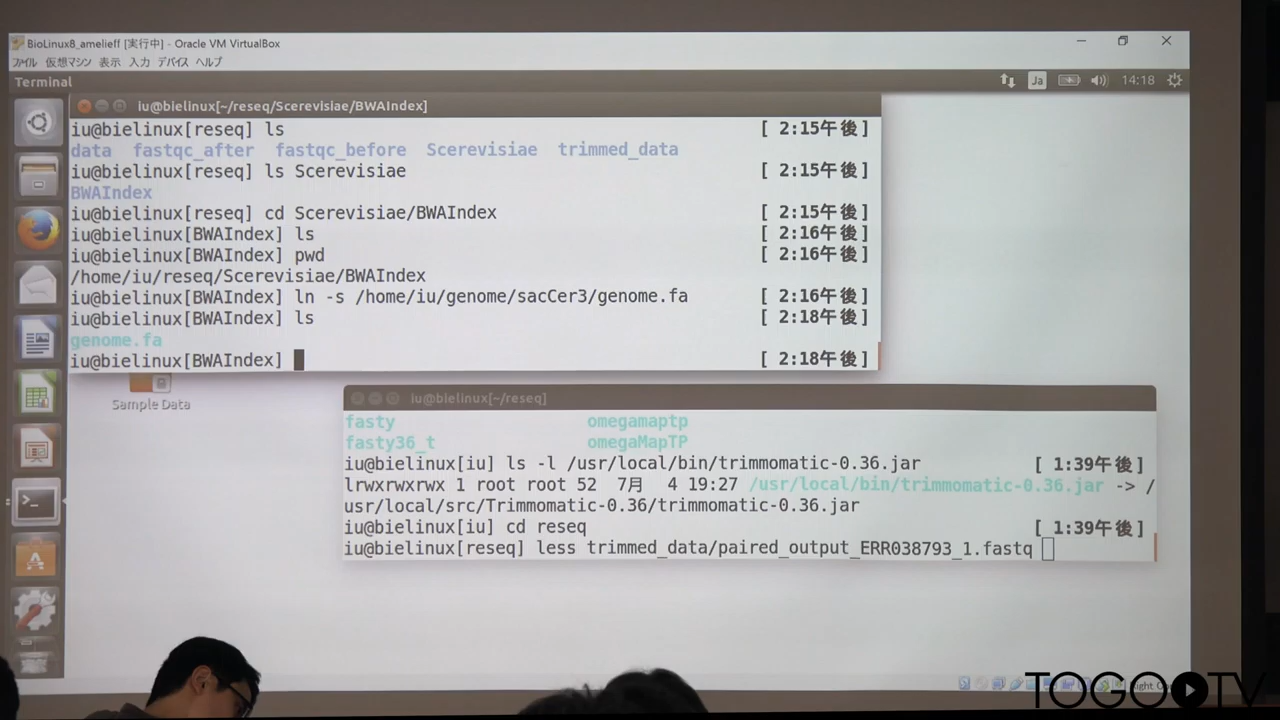 BioLinux8_amelieff [実行中] - Oracle VM VirtualBox
ファイル 仮想マシン 表示 入力 デバイス ヘルプ
Terminal
Ja
14:18
iu@bielinux[~/reseq/Scerevisiae/BWAIndex]
iu@bielinux[reseq] ls [ 2:15午後]
data fastqc_after fastqc_before Scerevisiae trimmed_data
iu@bielinux[reseq] ls Scerevisiae [ 2:15午後]
BWAIndex
iu@bielinux[reseq] cd Scerevisiae/BWAIndex [ 2:15午後]
iu@bielinux[BWAIndex] ls [ 2:16午後]
iu@bielinux[BWAIndex] pwd [ 2:16午後]
/home/iu/reseq/Scerevisiae/BWAIndex
iu@bielinux[BWAIndex] ln -s /home/iu/genome/sacCer3/genome.fa [ 2:16午後]
iu@bielinux[BWAIndex] ls [ 2:18午後]
genome.fa
iu@bielinux[BWAIndex] [ 2:18午後]
Sample Data
iu@bielinux[~/reseq]
fasty omegamaptp
fasty36_t omegaMapTP
iu@bielinux[iu] ls -l /usr/local/bin/trimmomatic-0.36.jar [ 1:39午後]
lrwxrwxrwx 1 root root 52 7月 4 19:27 /usr/local/bin/trimmomatic-0.36.jar -> /
usr/local/src/Trimmomatic-0.36/trimmomatic-0.36.jar
iu@bielinux[iu] cd reseq [ 1:39午後]
iu@bielinux[reseq] less trimmed_data/paired_output_ERR038793_1.fastq
TOGOTV